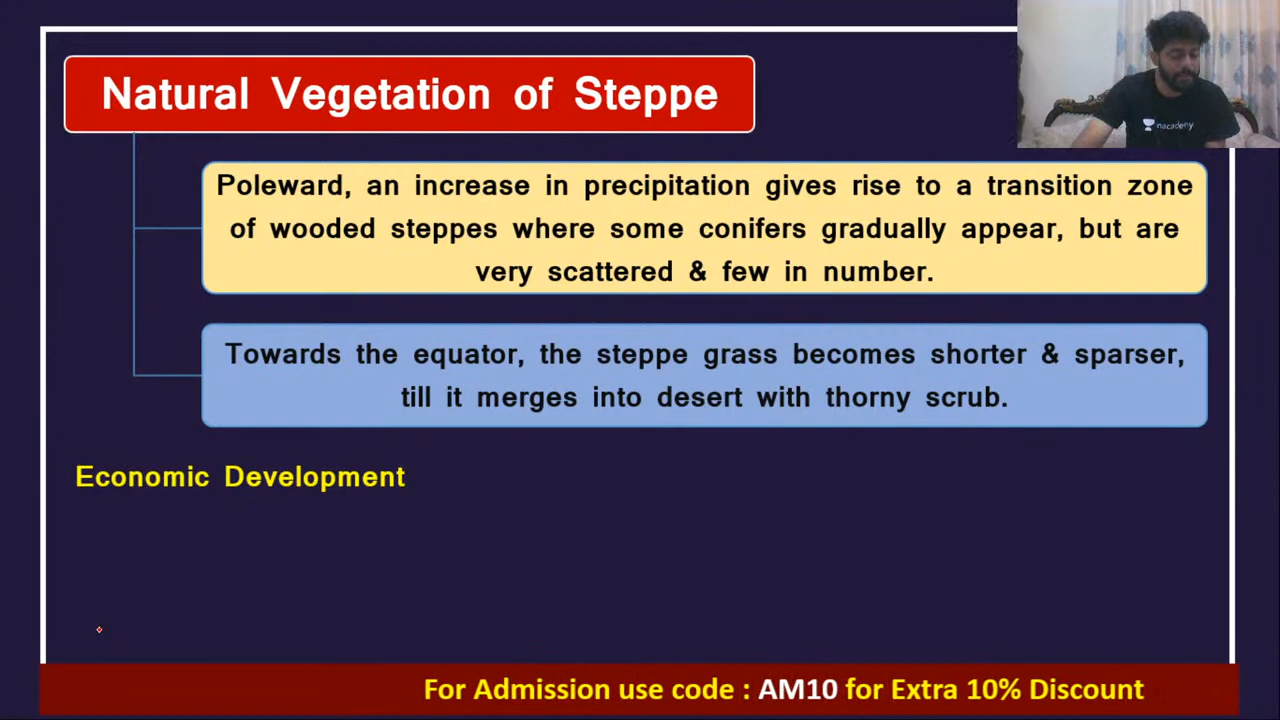 Natural Vegetation of Steppe
nacademy
Poleward, an increase in precipitation gives rise to a transition zone
of wooded steppes where some conifers gradually appear, but are
very scattered & few in number.
Towards the equator, the steppe grass becomes shorter & sparser,
till it merges into desert with thorny scrub.
Economic Development
For Admission use code : AM10 for Extra 10% Discount